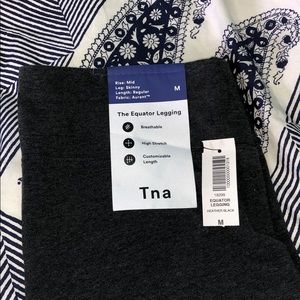 Rise: Mid
Leg: Skinny
Length: Regular
Fabric: Aurant™
M
The Equator Legging
Breathable
High Stretch
Customizable
Length
Tna
EQUATOR
LEGGING
HEATHER BLACK
M